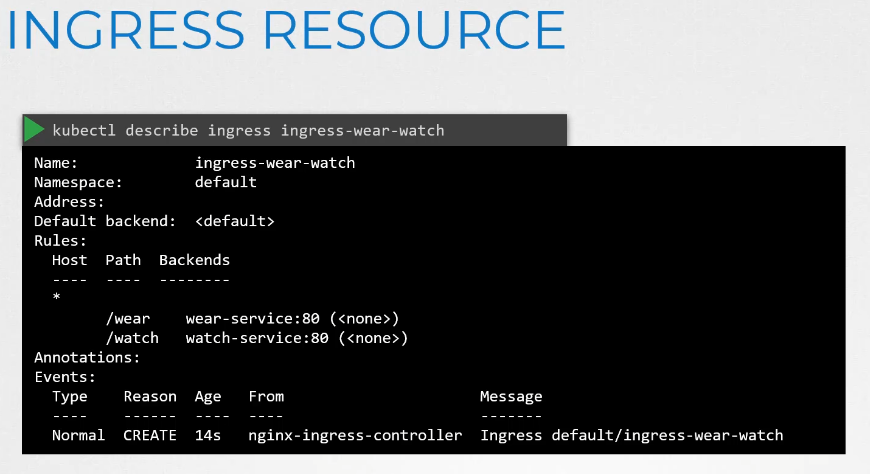 INGRESS RESOURCE
kubectl describe ingress ingress-wear-watch
Name: ingress-wear-watch
Namespace: default
Address:
Default backend: <default>
Rules:
Host Path Backends
---- ---- --------
*
/wear wear-service:80 (<none>)
/watch watch-service:80 (<none>)
Annotations:
Events:
Type Reason Age From Message
---- ------ ---- ---- -------
Normal CREATE 14s nginx-ingress-controller Ingress default/ingress-wear-watch